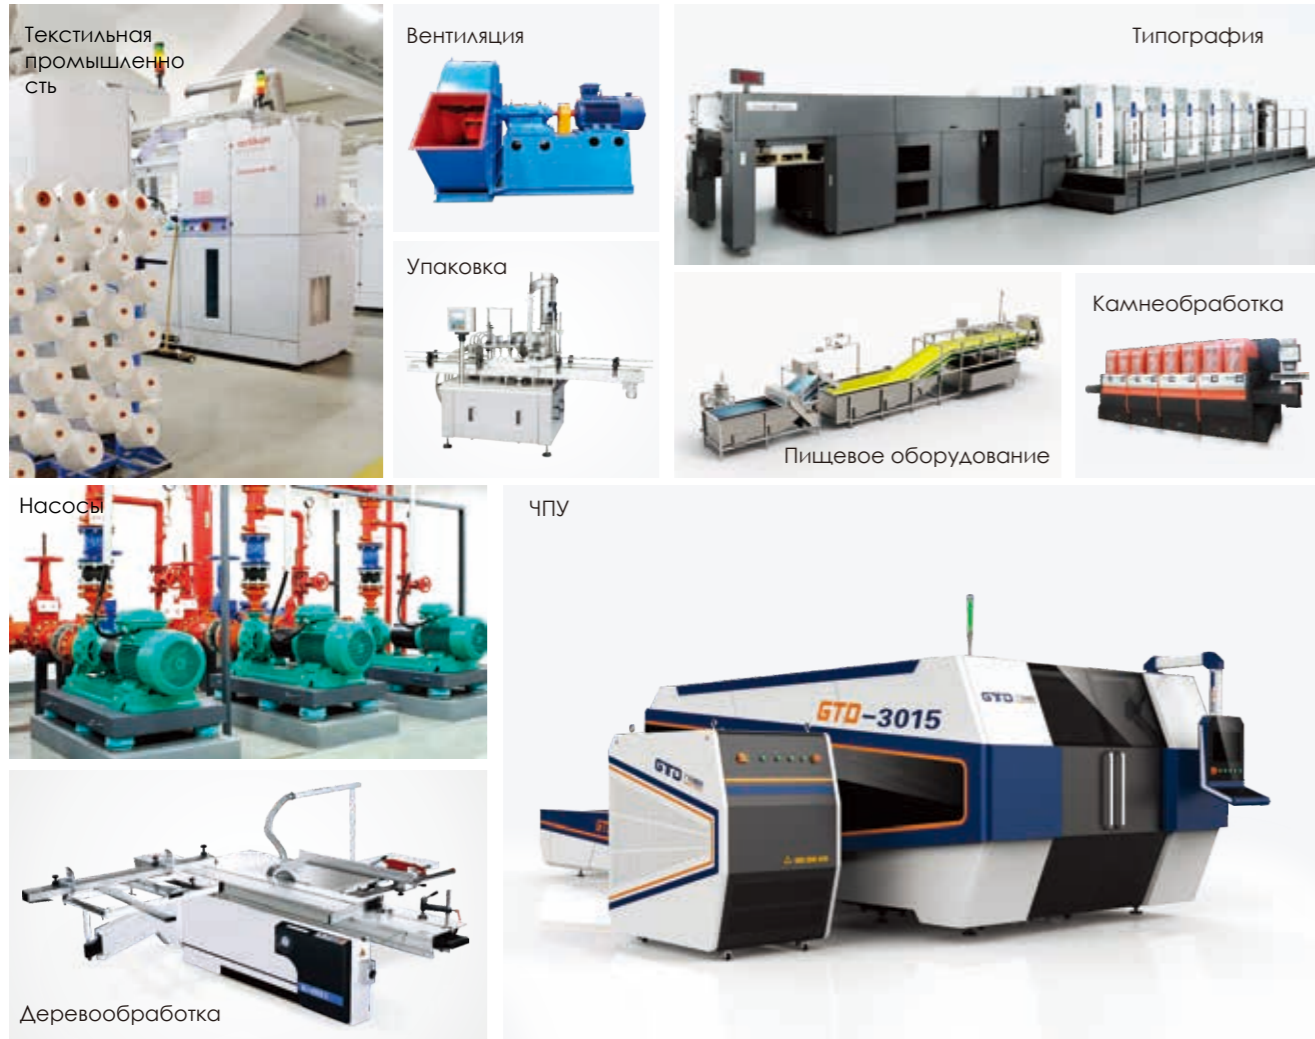 Текстильная
промышленно
сть
Вентиляция
Типография
Упаковка
Камнеобработка
Пищевое оборудование
Насосы
ЧПУ
GTD-3015
GTD
GTD
Деревообработка